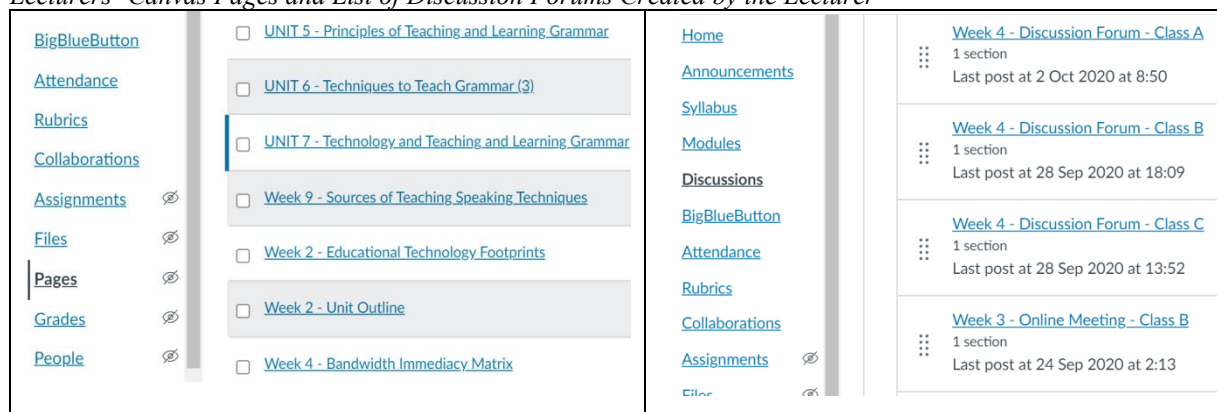 Lecturers' Canvas Pages and List of Discussion Forums Created by the Lecturer
BigBlueButton
Attendance
Rubrics
Collaborations
Assignments
Files
Pages
Grades
People
UNIT 5 - Principles of Teaching and Learning Grammar
UNIT 6 - Techniques to Teach Grammar (3)
UNIT 7 - Technology and Teaching and Learning Grammar
Week 9 - Sources of Teaching Speaking Techniques
Week 2 - Educational Technology Footprints
Week 2 - Unit Outline
Week 4 - Bandwidth Immediacy Matrix
Home
Announcements
Syllabus
Modules
Discussions
BigBlueButton
Attendance
Rubrics
Collaborations
Assignments
Files
Week 4 - Discussion Forum - Class A
1 section
Last post at 2 Oct 2020 at 8:50
Week 4 - Discussion Forum - Class B
1 section
Last post at 28 Sep 2020 at 18:09
Week 4 - Discussion Forum - Class C
1 section
Last post at 28 Sep 2020 at 13:52
Week 3 - Online Meeting - Class B
1 section
Last post at 24 Sep 2020 at 2:13